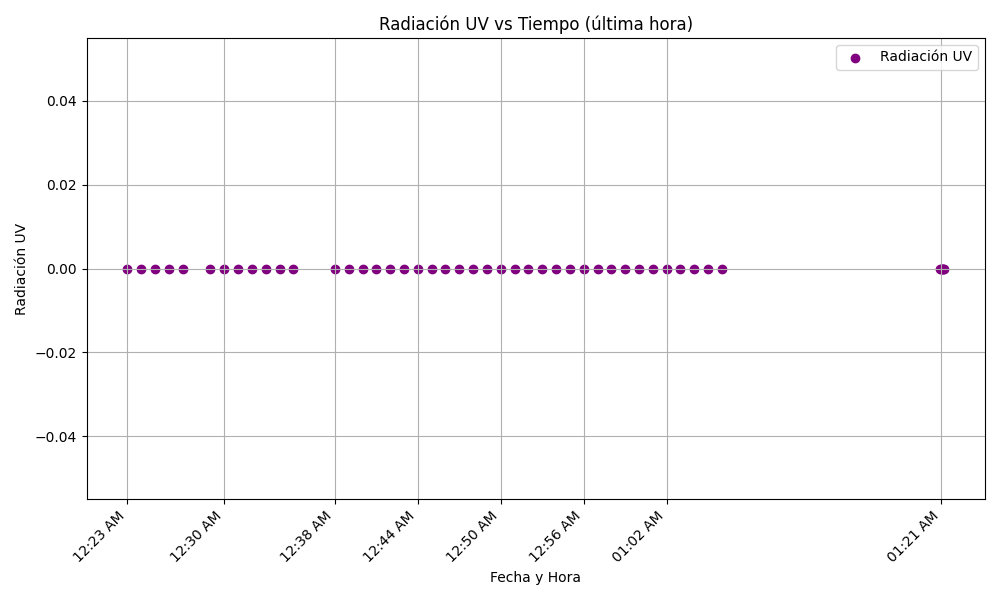 Radiación UV vs Tiempo (última hora)
Radiación UV
0.04
0.02
0.00
−0.02
−0.04
Radiación UV
12:23 AM
12:30 AM
12:38 AM
12:44 AM
12:50 AM
12:56 AM
01:02 AM
01:21 AM
Fecha y Hora